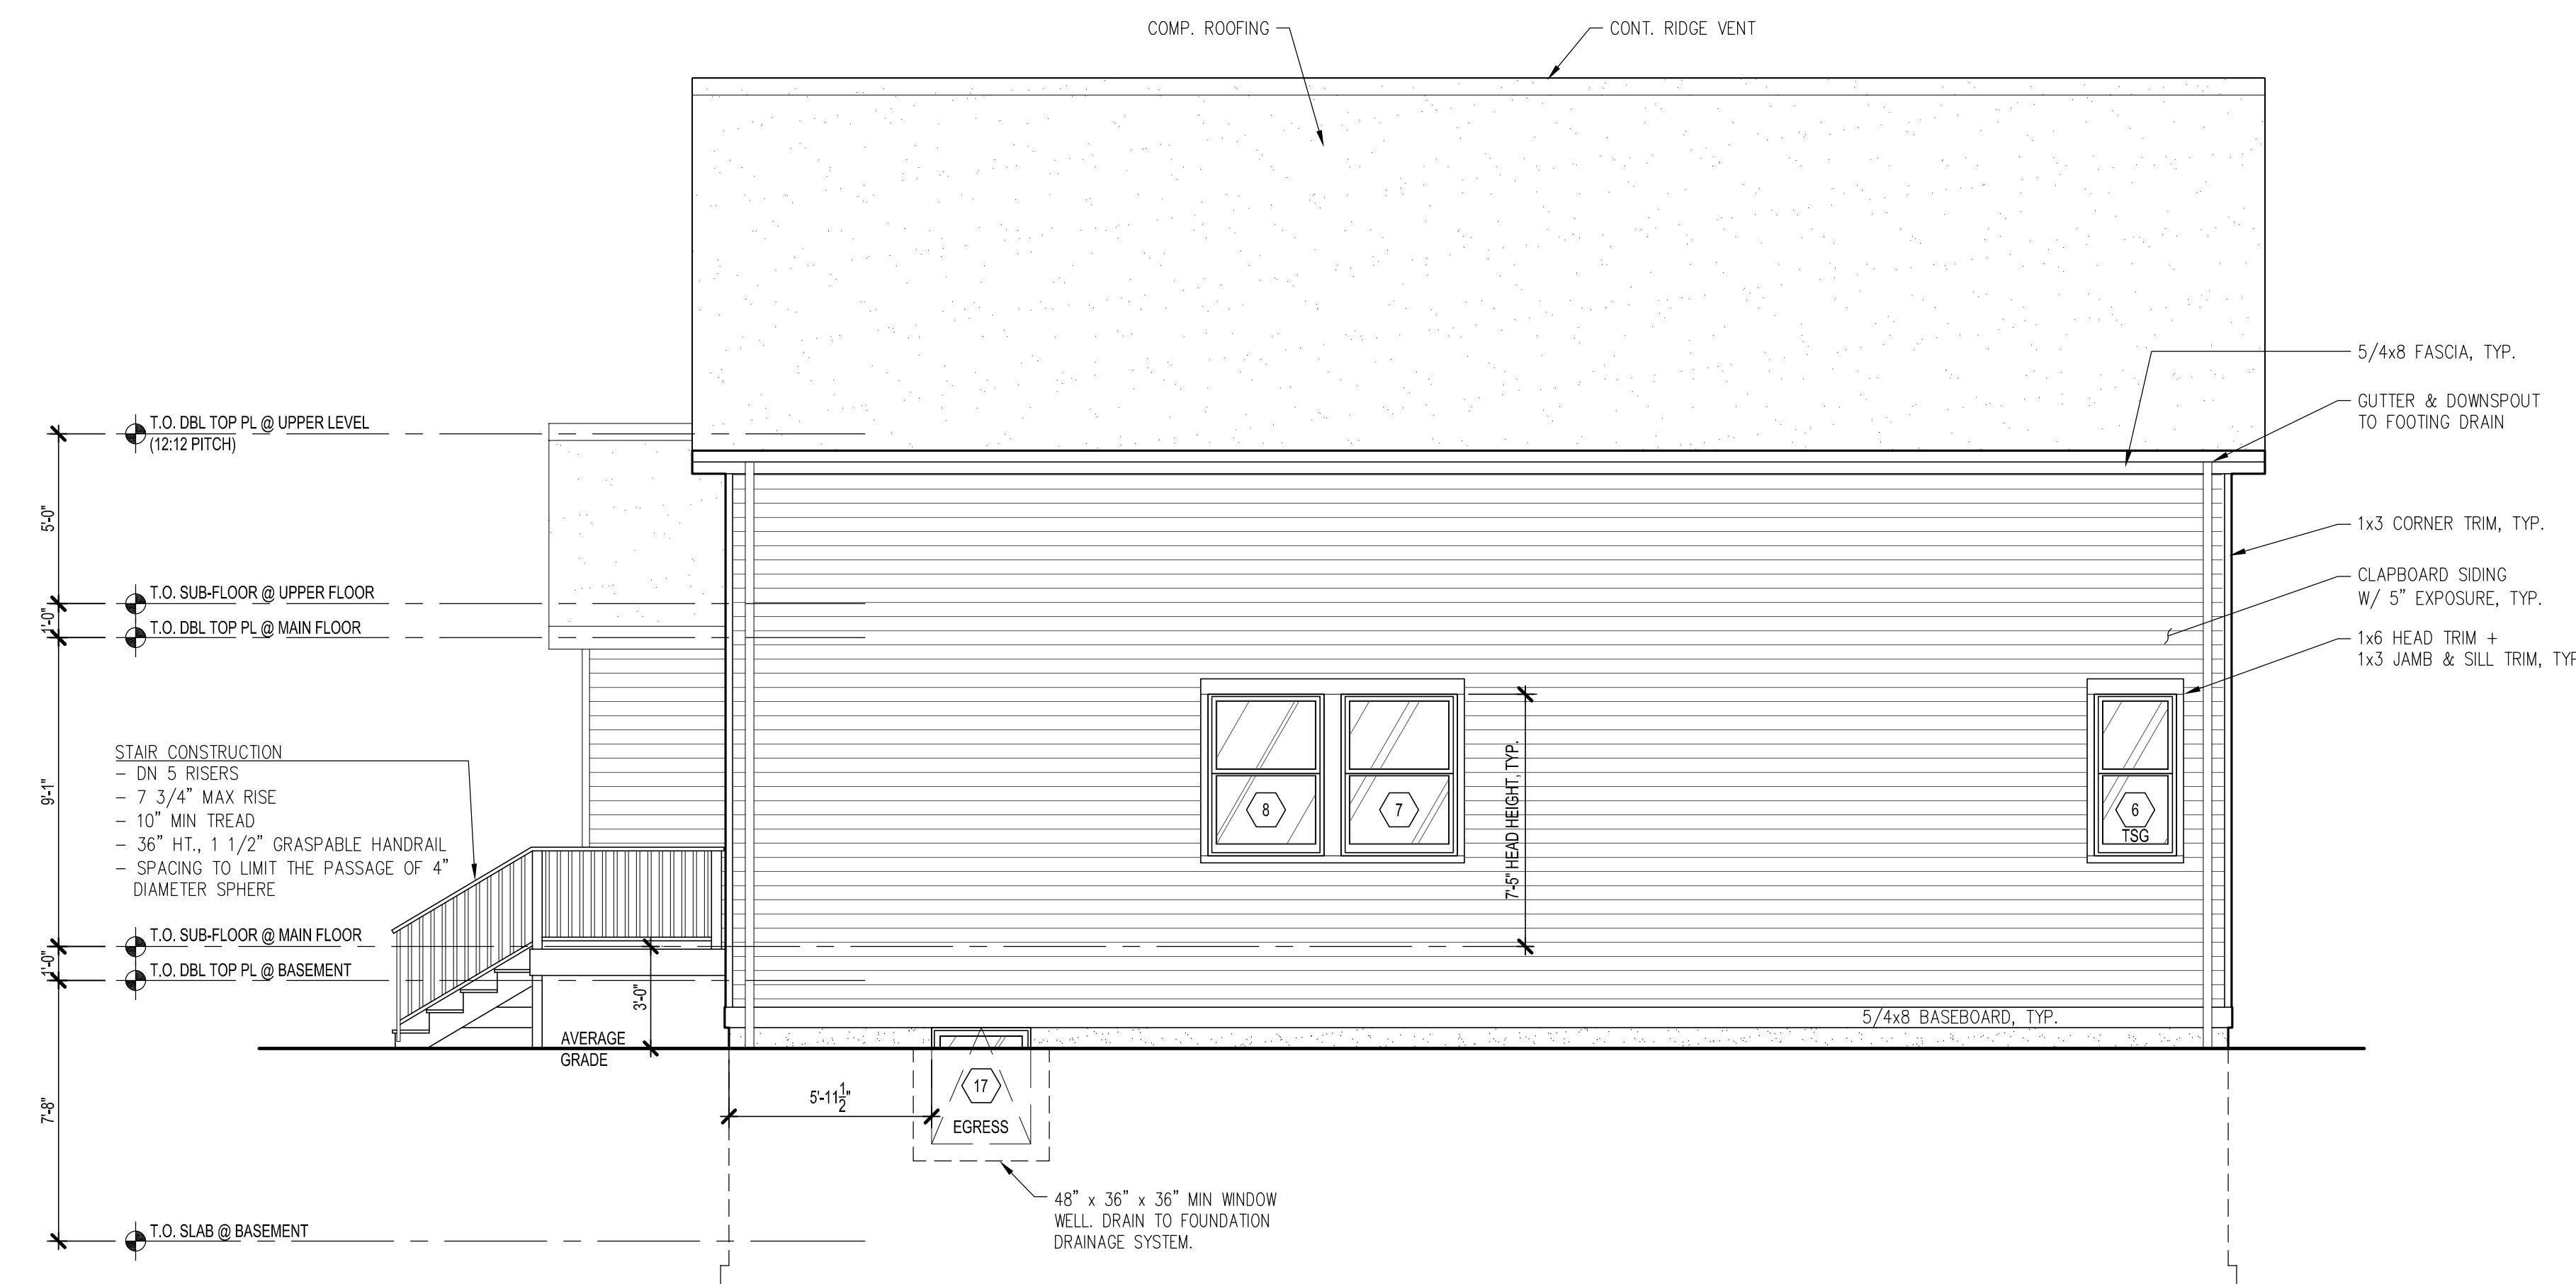 COMP. ROOFING
CONT. RIDGE VENT
5/4x8 FASCIA, TYP.
GUTTER & DOWNSPOUT
TO FOOTING DRAIN
T.O. DBL TOP PL @ UPPER LEVEL
(12:12 PITCH)
5'-0"
1x3 CORNER TRIM, TYP.
CLAPBOARD SIDING
W/ 5" EXPOSURE, TYP.
T.O. SUB-FLOOR @ UPPER FLOOR
1'-0"
T.O. DBL TOP PL @ MAIN FLOOR
1x6 HEAD TRIM +
1x3 JAMB & SILL TRIM, TYP
STAIR CONSTRUCTION
- DN 5 RISERS
- 7 3/4" MAX RISE
- 10" MIN TREAD
- 36" HT., 1 1/2" GRASPABLE HANDRAIL
- SPACING TO LIMIT THE PASSAGE OF 4"
DIAMETER SPHERE
9'-1"
8
7
7'-5" HEAD HEIGHT, TYP.
6
TSG
T.O. SUB-FLOOR @ MAIN FLOOR
1'-0"
T.O. DBL TOP PL @ BASEMENT
3'-0"
5/4x8 BASEBOARD, TYP.
AVERAGE
GRADE
7'-8"
5'-11 1/2"
17
EGRESS
48" x 36" x 36" MIN WINDOW
WELL. DRAIN TO FOUNDATION
DRAINAGE SYSTEM.
T.O. SLAB @ BASEMENT